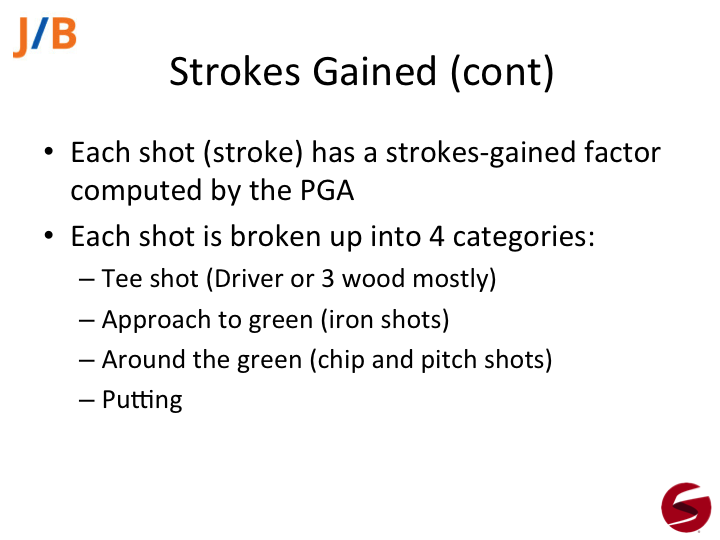 J/B
Strokes Gained (cont)
• Each shot (stroke) has a strokes-gained factor
computed by the PGA
• Each shot is broken up into 4 categories:
– Tee shot (Driver or 3 wood mostly)
– Approach to green (iron shots)
– Around the green (chip and pitch shots)
– Putting
S